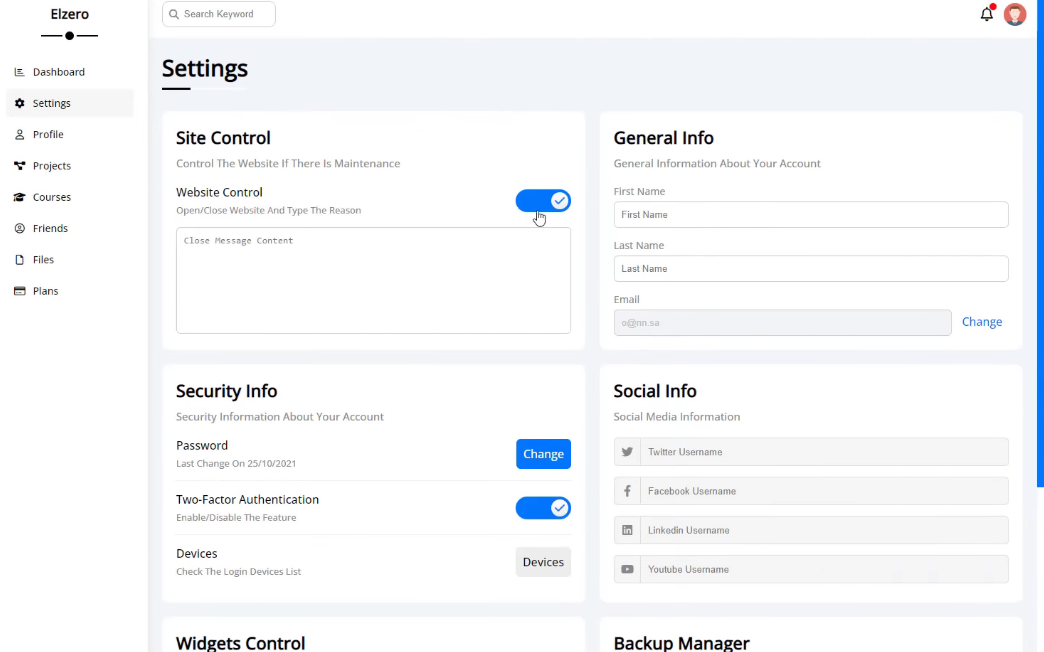 Elzero
Search Keyword
Dashboard
Settings
Profile
Projects
Courses
Friends
Files
Plans
Settings
Site Control
Control The Website If There Is Maintenance
Website Control
Open/Close Website And Type The Reason
Close Message Content
General Info
General Information About Your Account
First Name
First Name
Last Name
Last Name
Email
o@nn.sa
Change
Security Info
Security Information About Your Account
Password
Last Change On 25/10/2021
Change
Two-Factor Authentication
Enable/Disable The Feature
Devices
Check The Login Devices List
Devices
Social Info
Social Media Information
Twitter Username
Facebook Username
Linkedin Username
Youtube Username
Widgets Control
Backup Manager